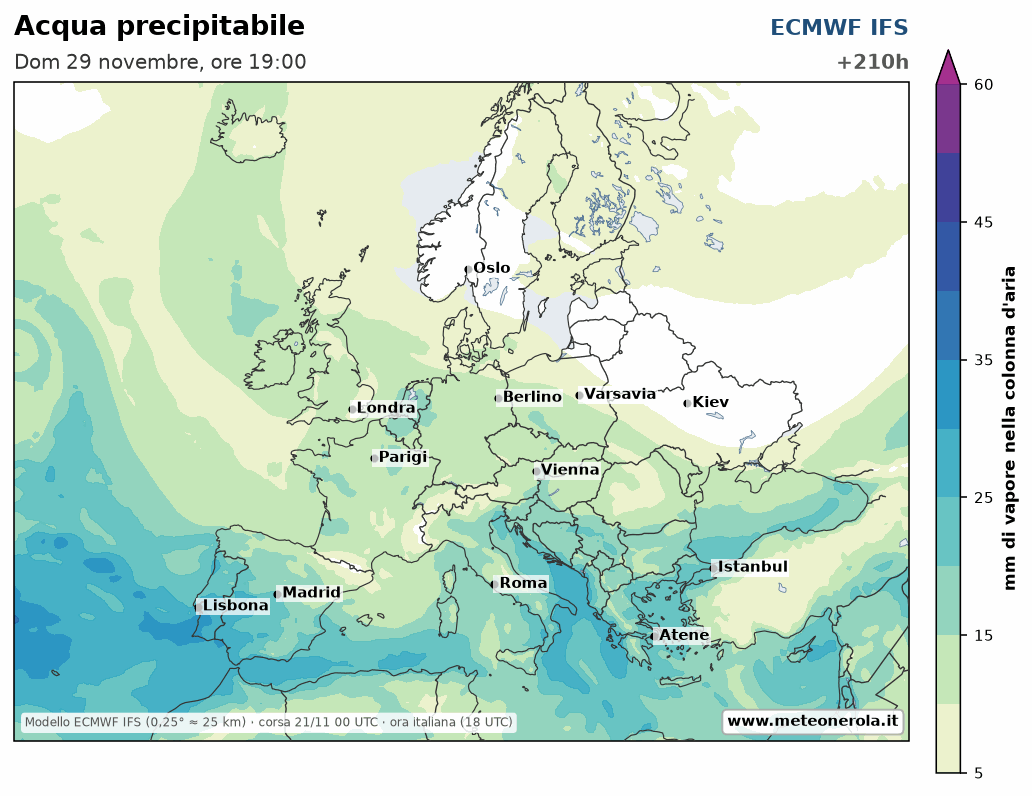 Acqua precipitabile
ECMWF IFS
Dom 29 novembre, ore 19:00
+210h
60
45
35
25
15
5
mm di vapore nella colonna d'aria
Oslo
Berlino
Varsavia
Kiev
Londra
Parigi
Vienna
Istanbul
Roma
Madrid
Lisbona
Atene
Modello ECMWF IFS (0,25° ≈ 25 km) · corsa 21/11 00 UTC · ora italiana (18 UTC)
www.meteonerola.it